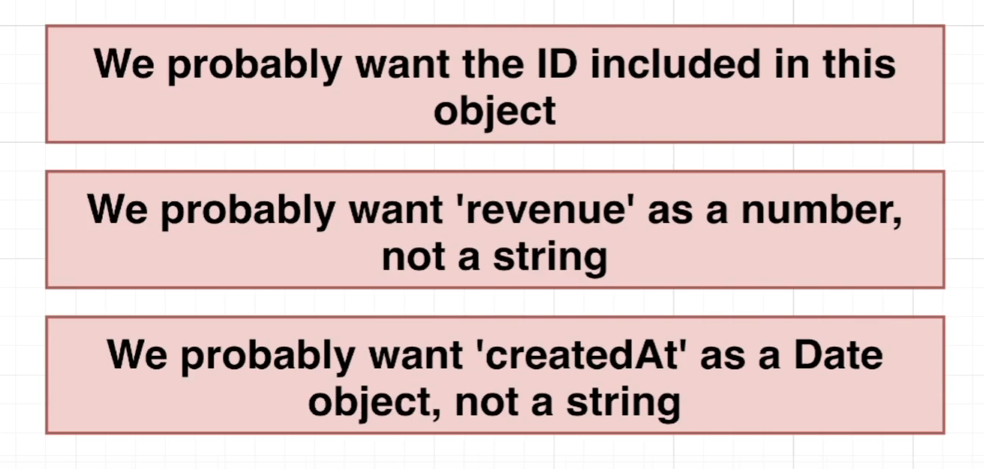 We probably want the ID included in this
object
We probably want 'revenue' as a number,
not a string
We probably want 'createdAt' as a Date
object, not a string